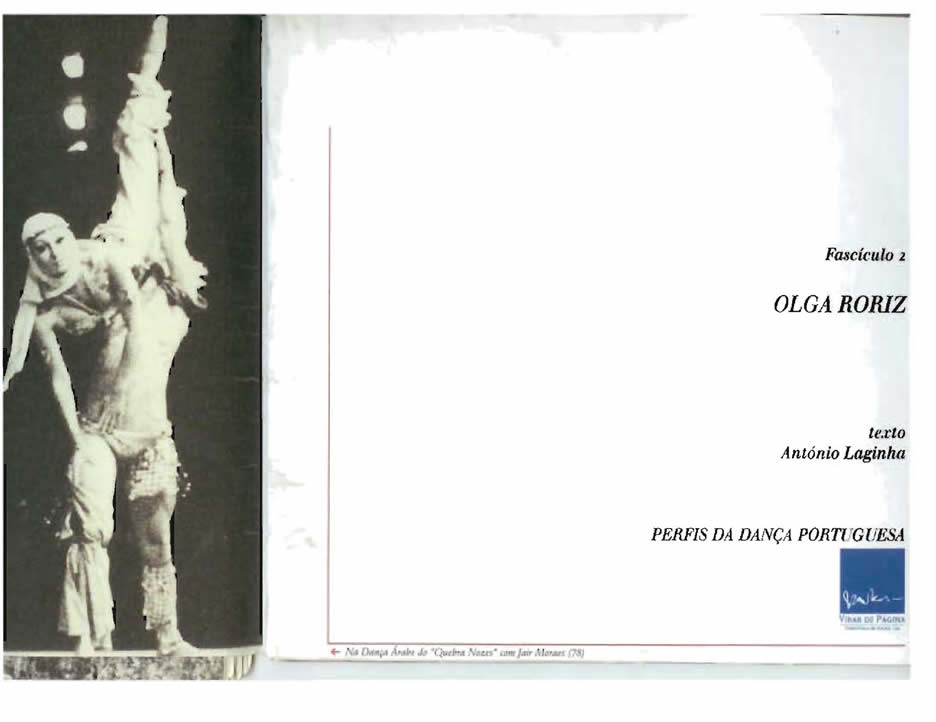 Fascículo 2
OLGA RORIZ
texto
António Laginha
PERFIS DA DANÇA PORTUGUESA
VIRAR DE PÁGINA
← Na Dança Árabe do "Quebra Nozes" com Jair Moraes (78)